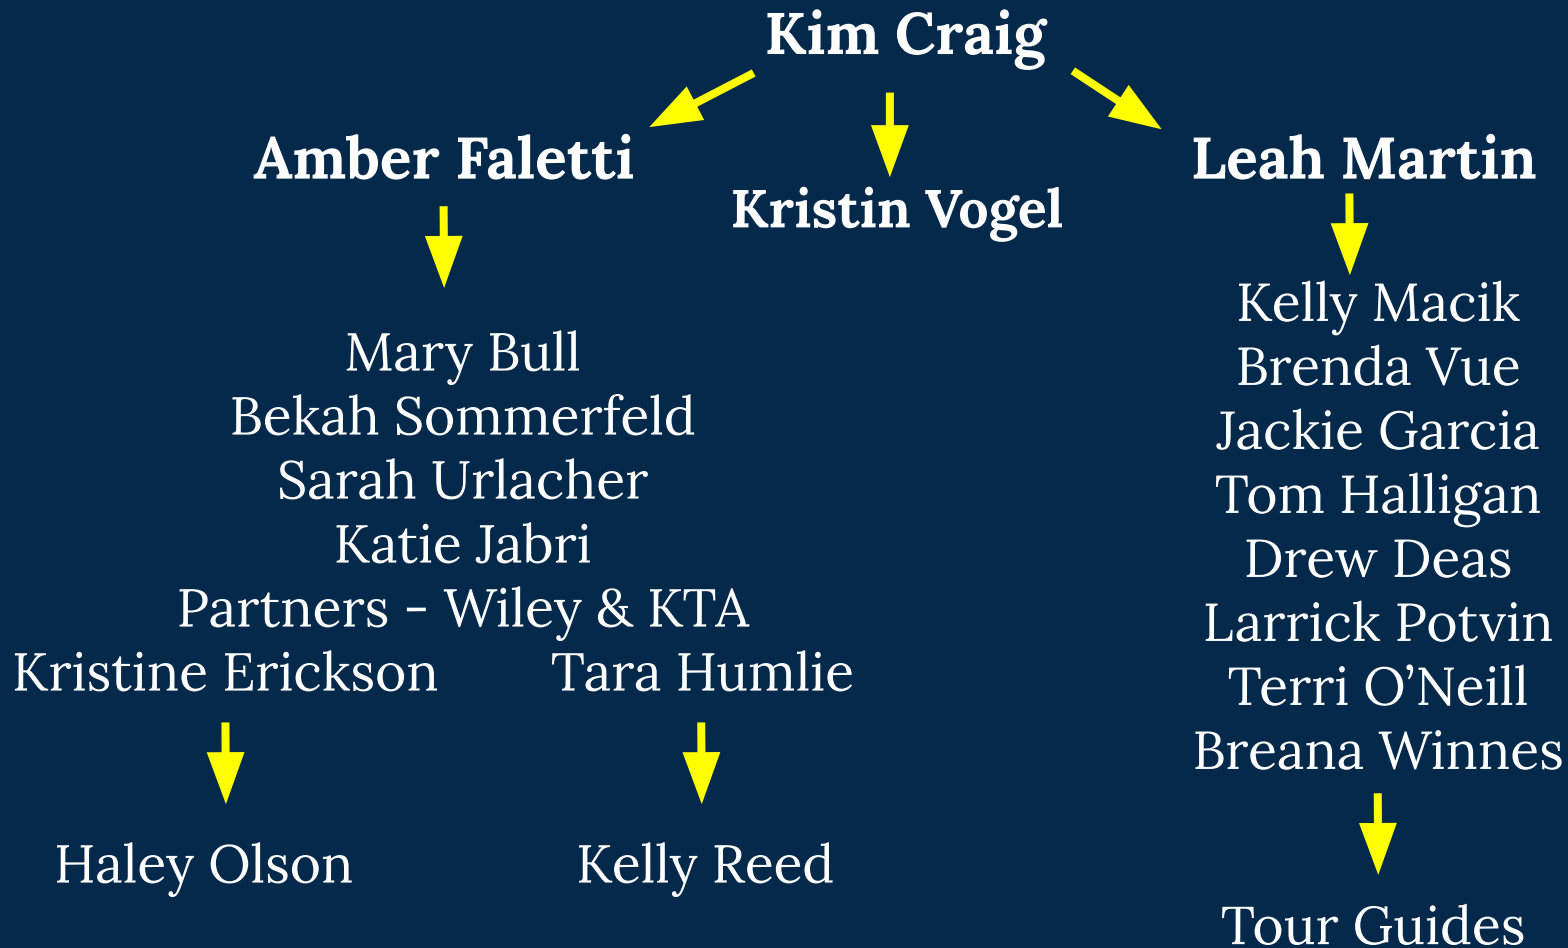 Kim Craig
Amber Faletti
Kristin Vogel
Leah Martin
Mary Bull
Bekah Sommerfeld
Sarah Urlacher
Katie Jabri
Partners - Wiley & KTA
Kristine Erickson
Tara Humlie
Haley Olson
Kelly Reed
Kelly Macik
Brenda Vue
Jackie Garcia
Tom Halligan
Drew Deas
Larrick Potvin
Terri O’Neill
Breana Winnes
Tour Guides